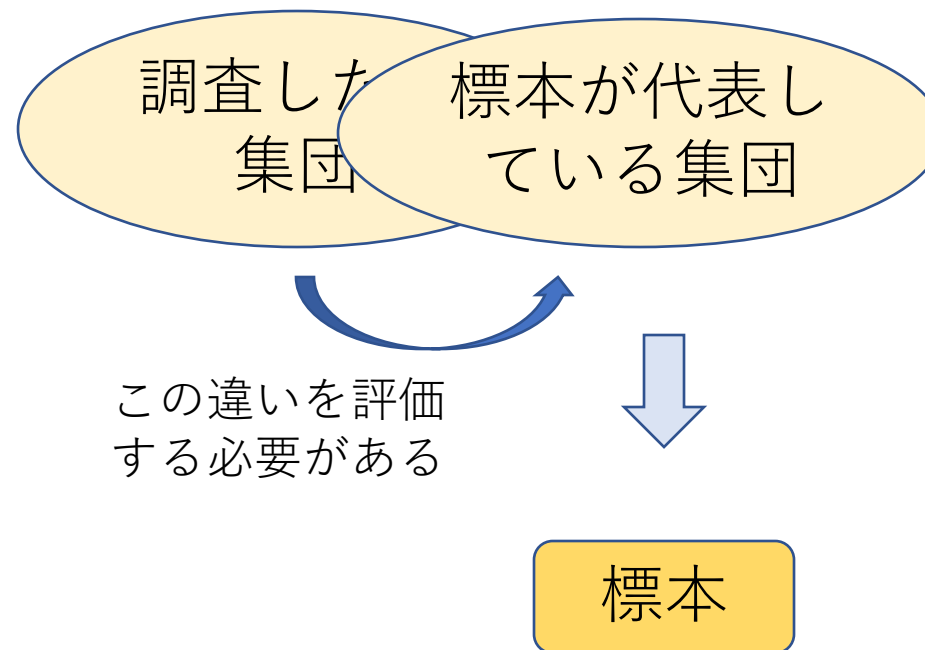 調査した
集団
標本が代表し
ている集団
この違いを評価
する必要がある
標本